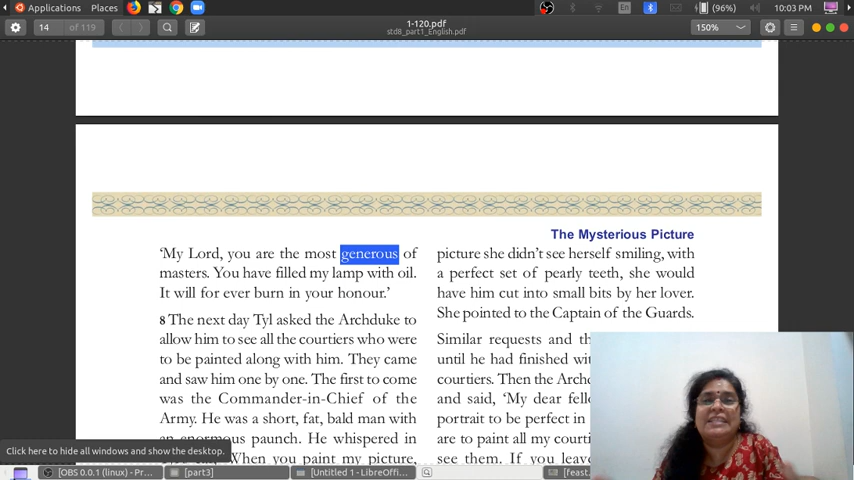 Applications Places En (96%) 10:03 PM
14 of 119 1-120.pdf 150%
std8_part1_English.pdf
The Mysterious Picture
‘My Lord, you are the most generous of
masters. You have filled my lamp with oil.
It will for ever burn in your honour.’
8 The next day Tyl asked the Archduke to
allow him to see all the courtiers who were
to be painted along with him. They came
and saw him one by one. The first to come
was the Commander-in-Chief of the
Army. He was a short, fat, bald man with
an enormous paunch. He whispered in
When you paint my picture,
picture she didn’t see herself smiling, with
a perfect set of pearly teeth, she would
have him cut into small bits by her lover.
She pointed to the Captain of the Guards.
Similar requests and th
until he had finished wit
courtiers. Then the Arch
and said, ‘My dear fell
portrait to be perfect in
are to paint all my courti
see them. If you leav
Click here to hide all windows and show the desktop.
[OBS 0.0.1 (linux) - Pr... [part3] [Untitled 1 - LibreOffi... [feast.